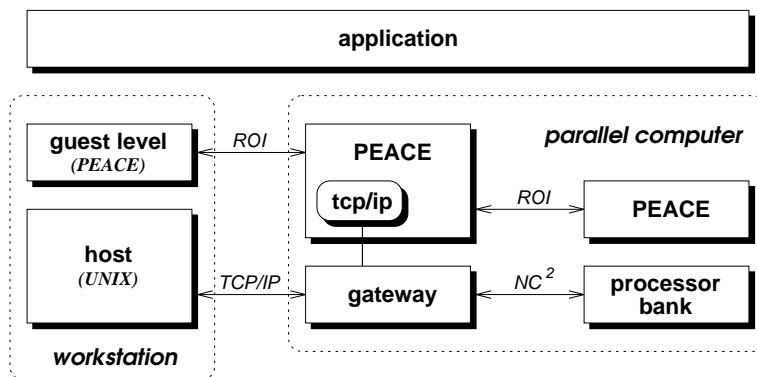 application
guest level
(PEACE)
ROI
PEACE
parallel computer
tcp/ip
ROI
PEACE
host
(UNIX)
TCP/IP
gateway
NC²
processor
bank
workstation